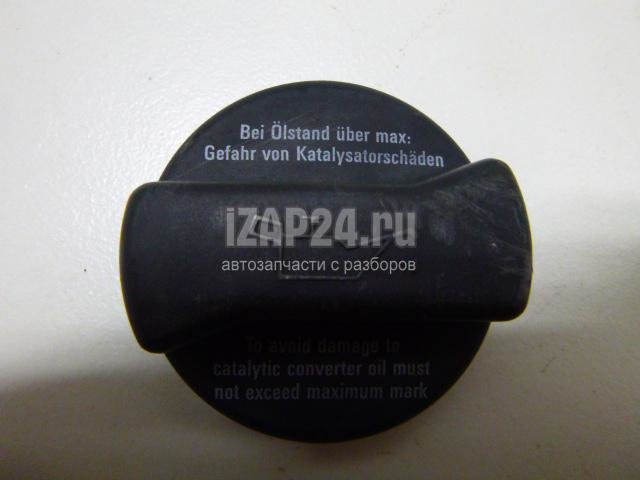 Bei Ölstand über max:
Gefahr von Katalysatorschäden
iZAP24.ru
автозапчасти с разборов
To avoid damage to
catalytic converter oil must
not exceed maximum mark